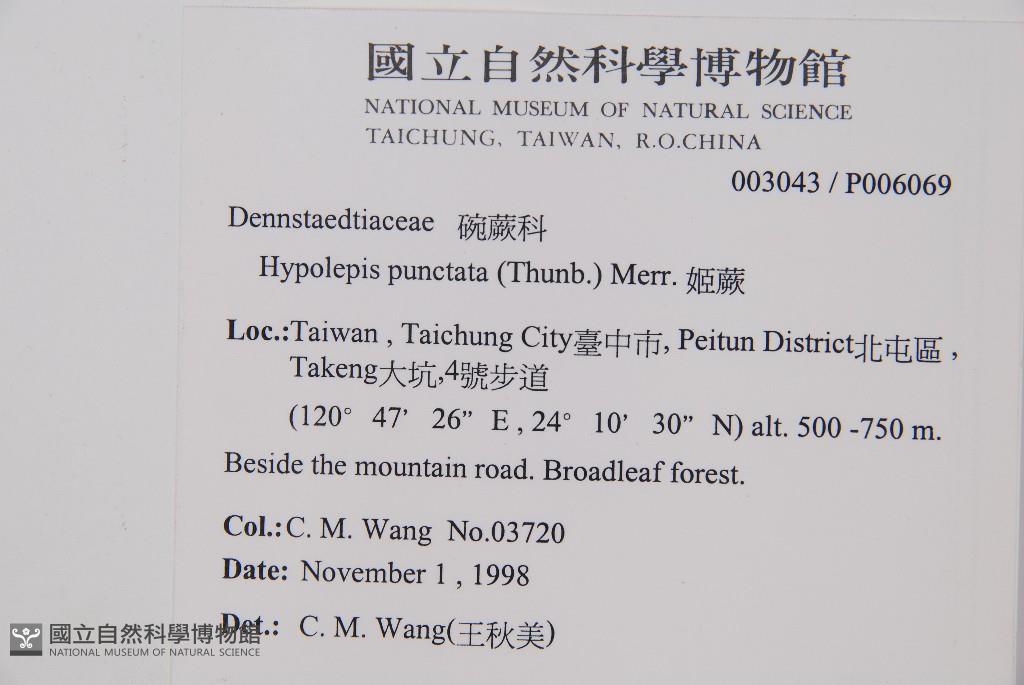 國立自然科學博物館
NATIONAL MUSEUM OF NATURAL SCIENCE
TAICHUNG, TAIWAN, R.O.CHINA
003043 / P006069
Dennstaedtiaceae 碗蕨科
Hypolepis punctata (Thunb.) Merr. 姬蕨
Loc.:Taiwan , Taichung City臺中市, Peitun District北屯區 ,
Takeng大坑,4號步道
(120° 47’ 26” E , 24° 10’ 30” N) alt. 500 -750 m.
Beside the mountain road. Broadleaf forest.
Col.: C. M. Wang No.03720
Date: November 1 , 1998
Det.: C. M. Wang(王秋美)
國立自然科學博物館
NATIONAL MUSEUM OF NATURAL SCIENCE